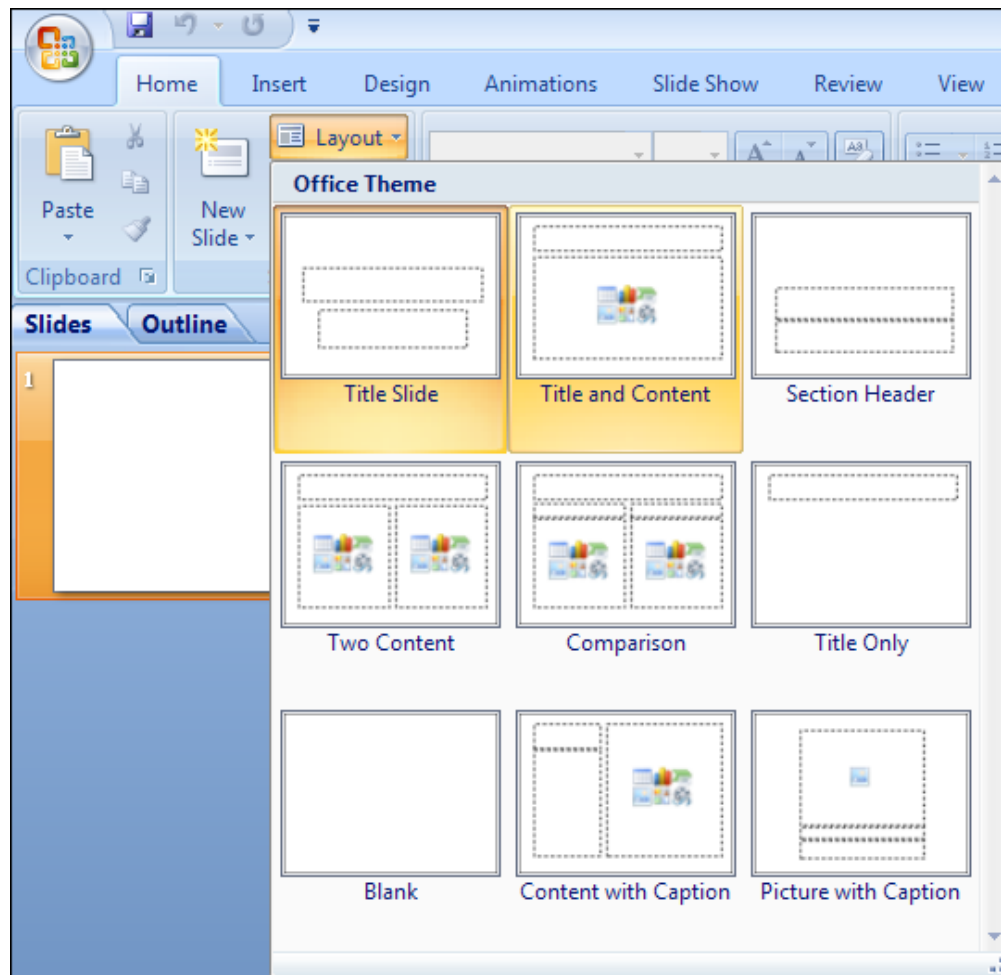 Home Insert Design Animations Slide Show Review View
Layout
Paste
New
Slide
Clipboard
Office Theme
Title Slide Title and Content Section Header
Two Content Comparison Title Only
Blank Content with Caption Picture with Caption
Slides Outline
1